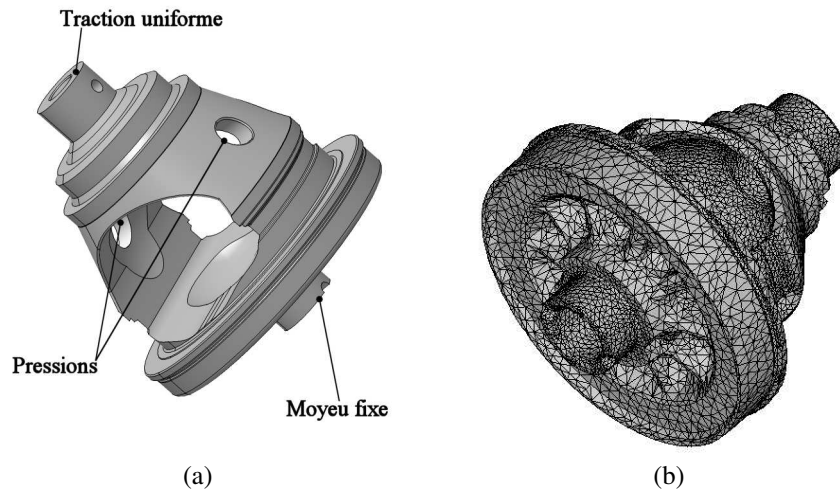 Traction uniforme
Pressions
Moyeu fixe
(a)
(b)